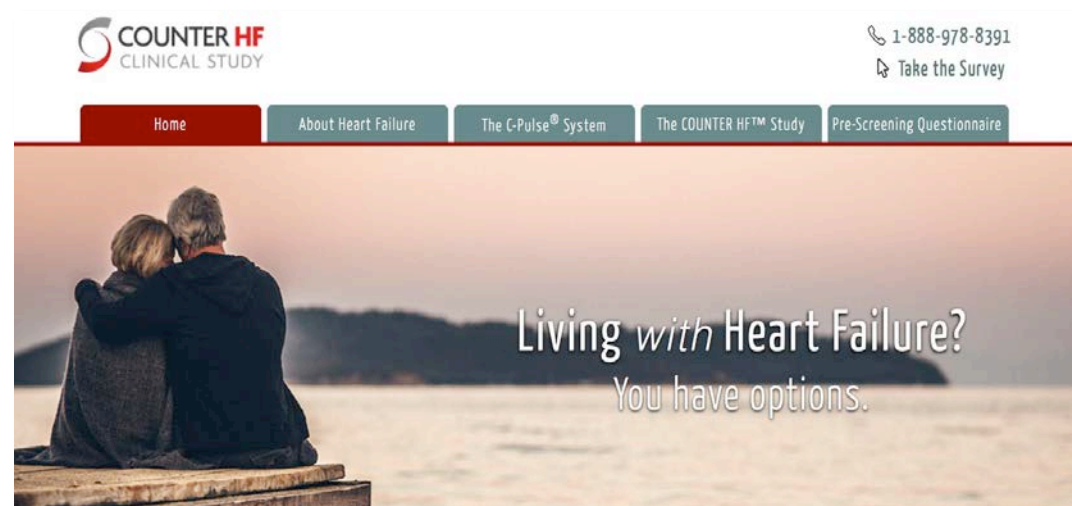 COUNTER HF
CLINICAL STUDY
1-888-978-8391
Take the Survey
Home
About Heart Failure
The C-Pulse® System
The COUNTER HF™ Study
Pre-Screening Questionnaire
Living with Heart Failure?
You have options.